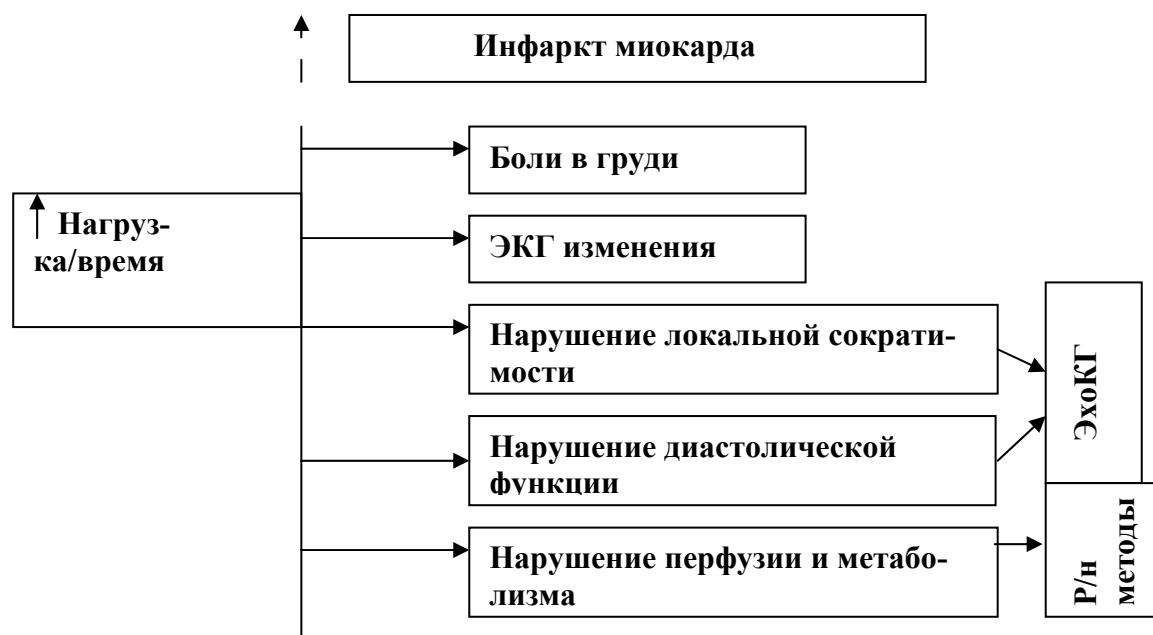 Инфаркт миокарда
Боли в груди
Нагруз-
ка/время
ЭКГ изменения
Нарушение локальной сократи-
мости
ЭхоКГ
Нарушение диастолической
функции
Нарушение перфузии и метабо-
лизма
Р/н
методы